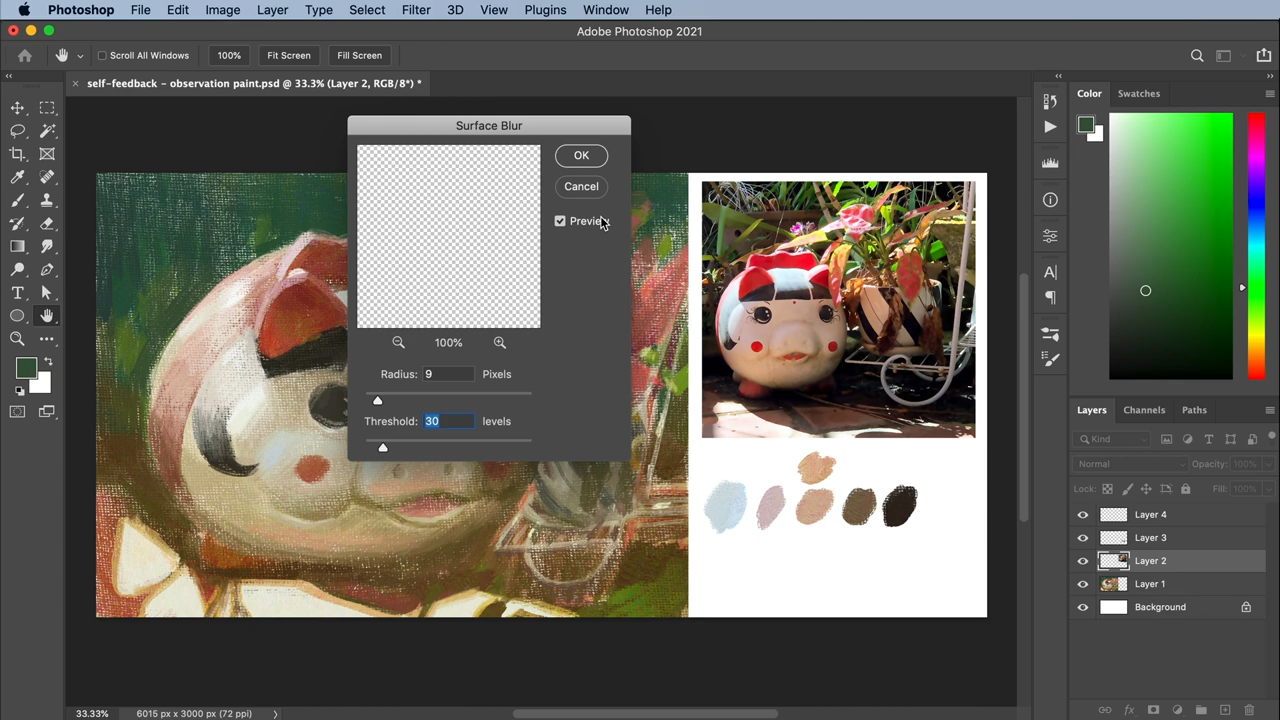 Photoshop File Edit Image Layer Type Select Filter 3D View Plugins Window Help
Adobe Photoshop 2021
Scroll All Windows 100% Fit Screen Fill Screen
self-feedback – observation paint.psd @ 33.3% (Layer 2, RGB/8*) *
Color Swatches
Surface Blur
OK
Cancel
Preview
100%
Radius: 9 Pixels
Threshold: 30 levels
Layers Channels Paths
Kind
Normal Opacity: 100%
Lock: Fill: 100%
Layer 4
Layer 3
Layer 2
Layer 1
Background
33.33% 6015 px x 3000 px (72 ppi)